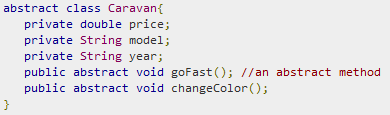 abstract class Caravan{
    private double price;
    private String model;
    private String year;
    public abstract void goFast(); //an abstract method
    public abstract void changeColor();
}